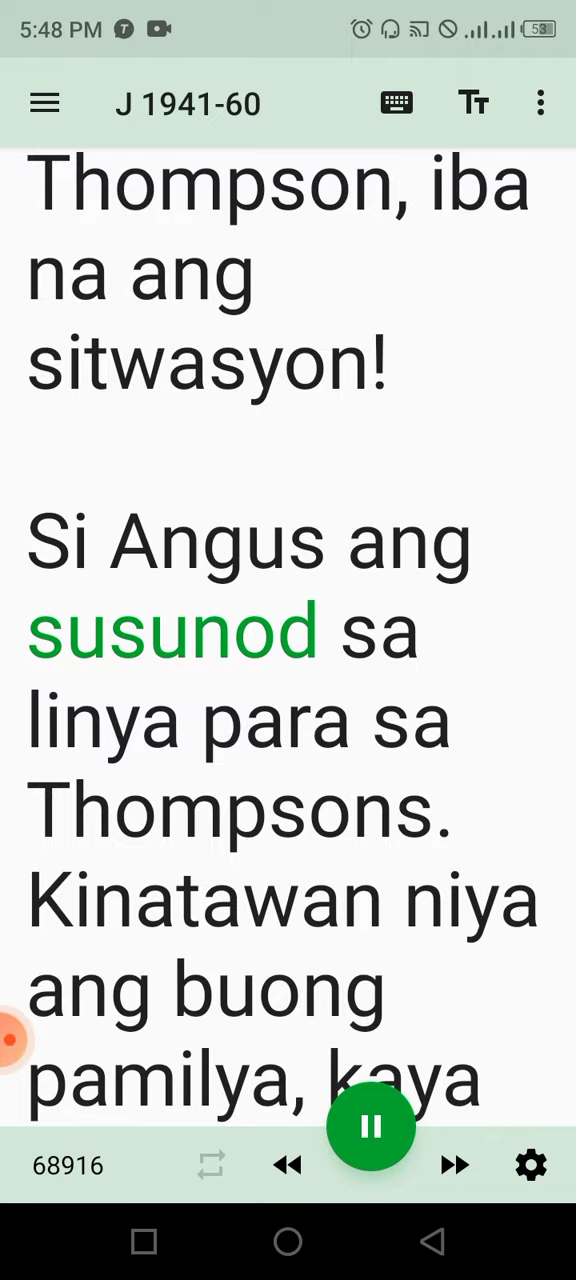 5:48 PM
53
J 1941-60
Thompson, iba
na ang
sitwasyon!
Si Angus ang
susunod sa
linya para sa
Thompsons.
Kinatawan niya
ang buong
pamilya, kaya
68916